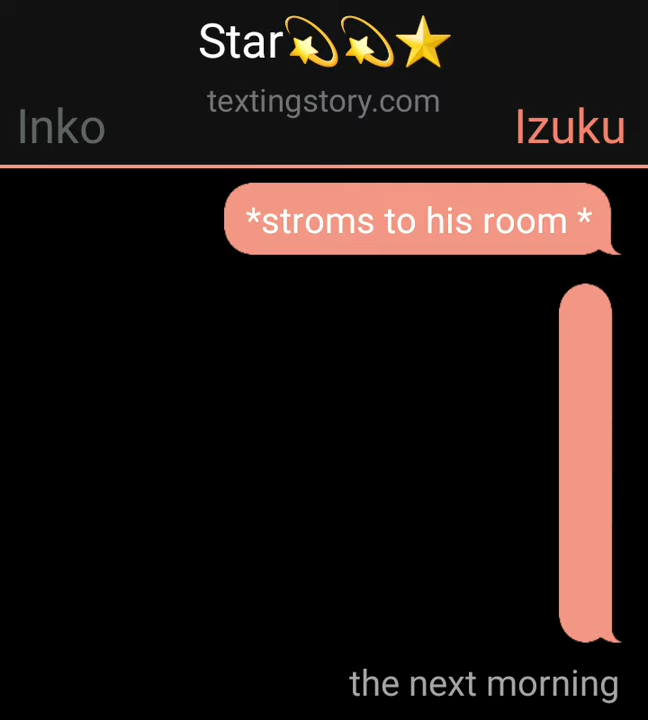 Star💫💫⭐
textingstory.com
Inko
Izuku
*stroms to his room *
the next morning